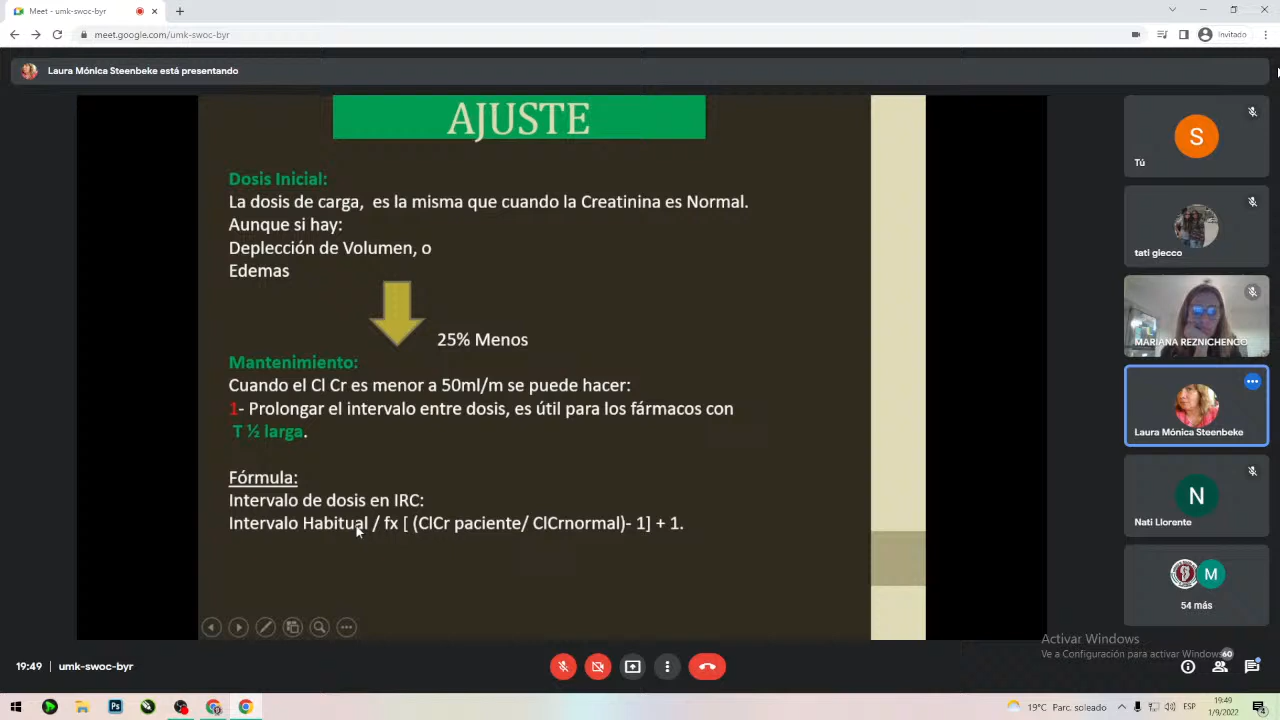 Meet - umk-swoc-byr
meet.google.com/umk-swoc-byr
Invitado
Laura Mónica Steenbeke está presentando
AJUSTE
Dosis Inicial:
La dosis de carga, es la misma que cuando la Creatinina es Normal.
Aunque si hay:
Deplección de Volumen, o
Edemas
25% Menos
Mantenimiento:
Cuando el Cl Cr es menor a 50ml/m se puede hacer:
1- Prolongar el intervalo entre dosis, es útil para los fármacos con
T ½ larga.
Fórmula:
Intervalo de dosis en IRC:
Intervalo Habitual / fx [ (ClCr paciente/ ClCrnormal)- 1] + 1.
S
Tú
tati giecco
MARIANA REZNICHENCO
Laura Mónica Steenbeke
N
Nati Llorente
M
54 más
Activar Windows
Ve a Configuración para activar Windows.
19:49
umk-swoc-byr
60
Ps
19°C Parc. soleado
ESP
19:49
1/9/2022
4